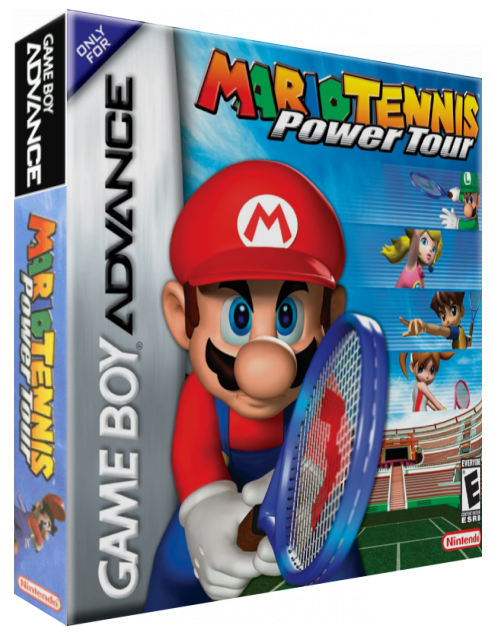 GAME BOY
ADVANCE
MARIO TENNIS
Power Tour
Nintendo
ONLY
FOR
GAME BOY ADVANCE
MARIO TENNIS
Power Tour
M
L
EVERYONE
E
ESRB
Nintendo